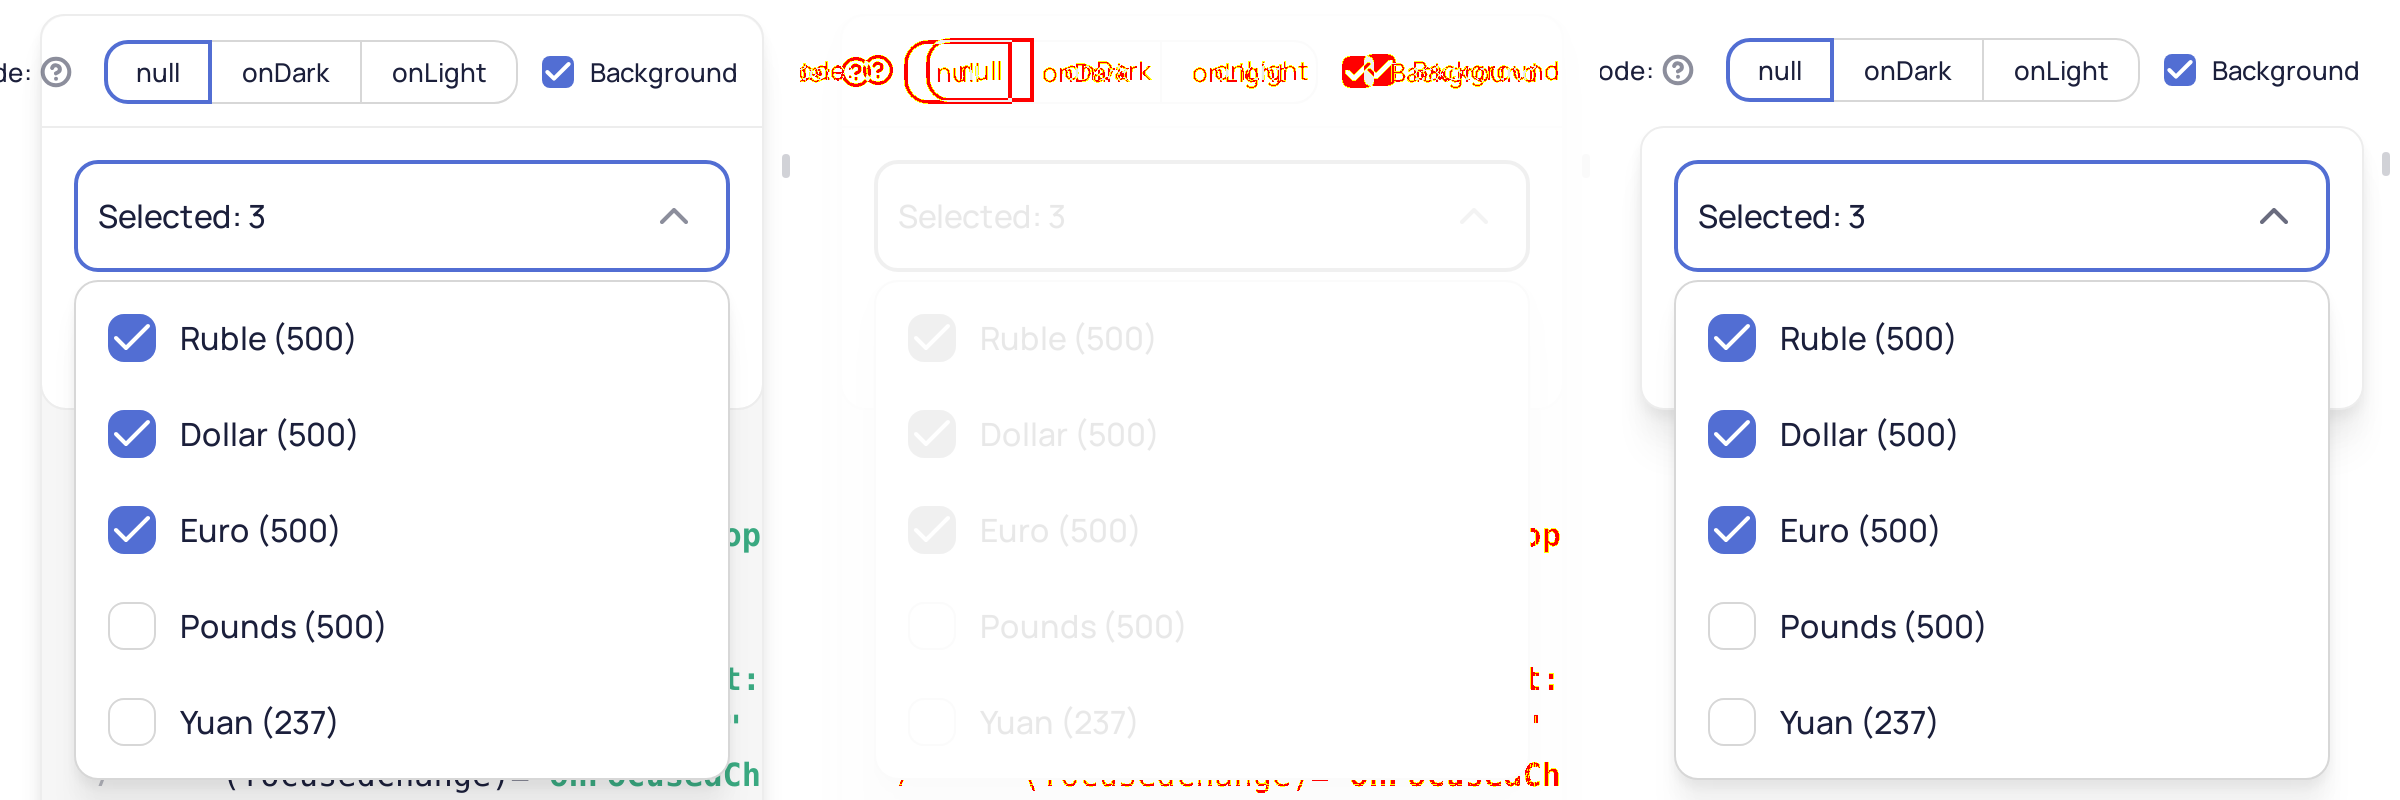 de: null onDark onLight Background
Selected: 3
Ruble (500)
Dollar (500)
Euro (500)
Pounds (500)
Yuan (237)
op
t:
'
(focusedChange)= onFocusedCh
ode: null onDark onLight Background
Selected: 3
Ruble (500)
Dollar (500)
Euro (500)
Pounds (500)
Yuan (237)
op
t:
'
(focusedChange)= onFocusedCh
ode: null onDark onLight Background
Selected: 3
Ruble (500)
Dollar (500)
Euro (500)
Pounds (500)
Yuan (237)